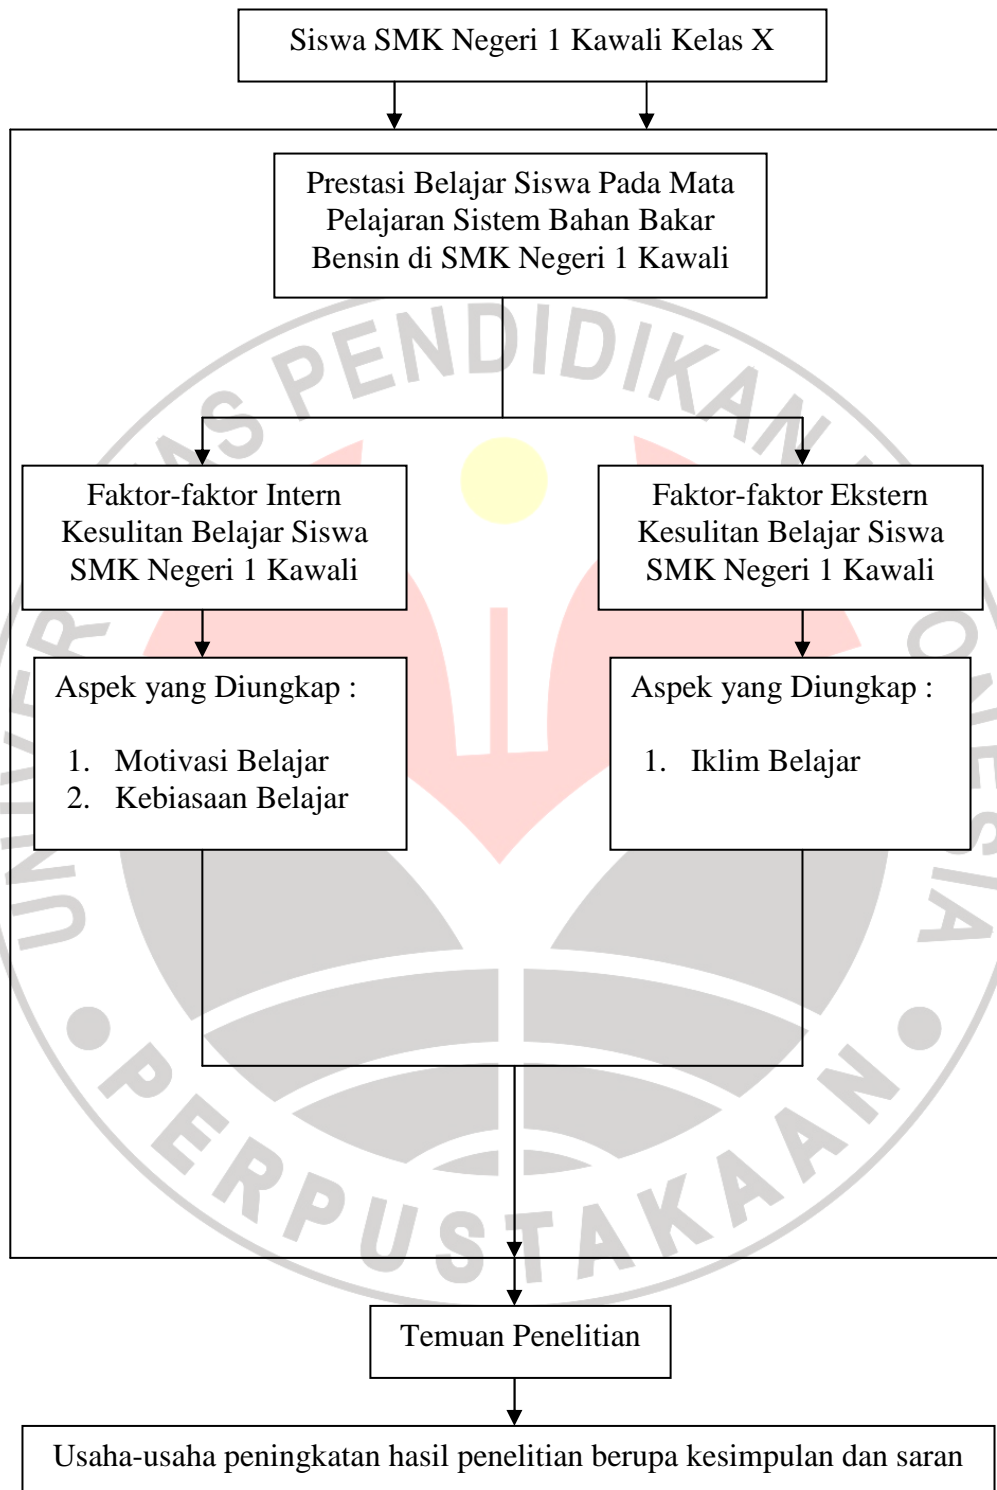 Siswa SMK Negeri 1 Kawali Kelas X
Prestasi Belajar Siswa Pada Mata
Pelajaran Sistem Bahan Bakar
Bensin di SMK Negeri 1 Kawali
Faktor-faktor Intern
Kesulitan Belajar Siswa
SMK Negeri 1 Kawali
Faktor-faktor Ekstern
Kesulitan Belajar Siswa
SMK Negeri 1 Kawali
Aspek yang Diungkap :
1. Motivasi Belajar
2. Kebiasaan Belajar
Aspek yang Diungkap :
1. Iklim Belajar
Temuan Penelitian
Usaha-usaha peningkatan hasil penelitian berupa kesimpulan dan saran
PENDIDIKAN
PERPUSTAKAAN